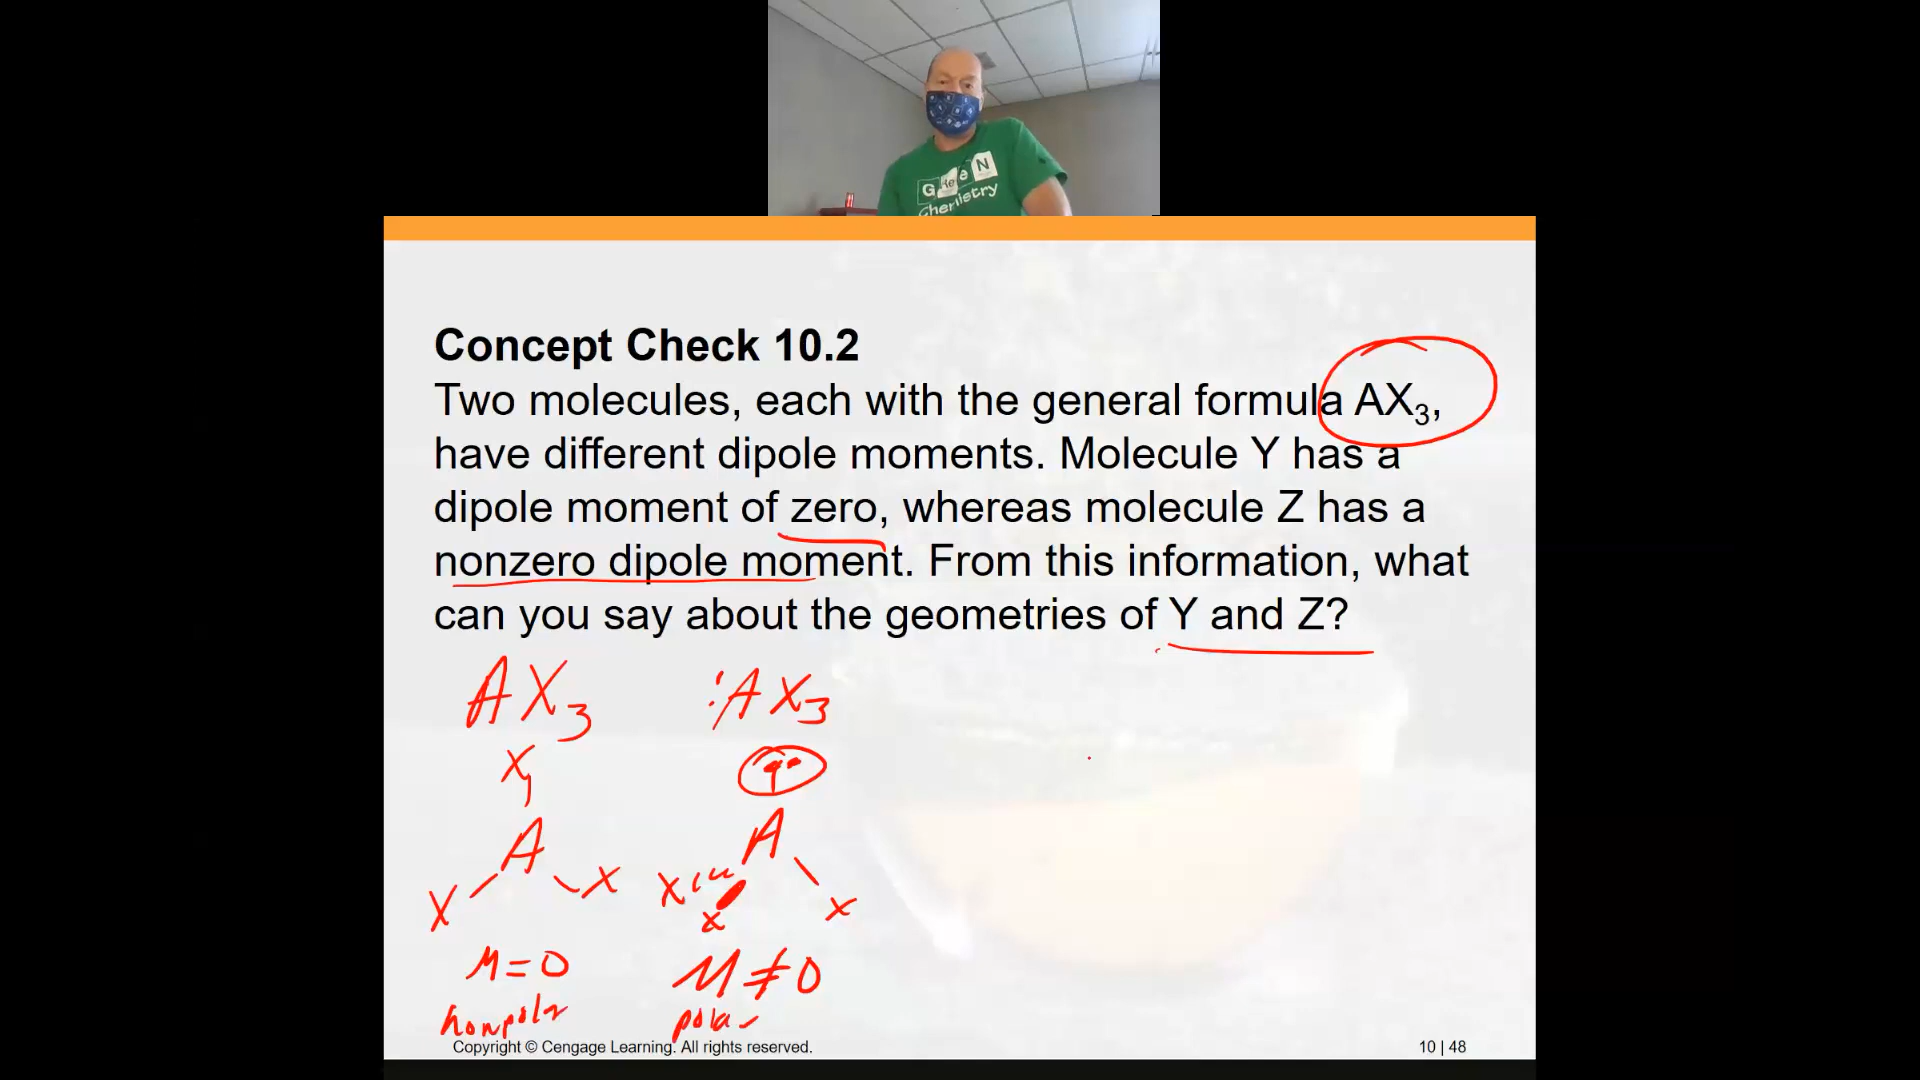 GReeN
Chemistry
Concept Check 10.2
Two molecules, each with the general formula AX₃,
have different dipole moments. Molecule Y has a
dipole moment of zero, whereas molecule Z has a
nonzero dipole moment. From this information, what
can you say about the geometries of Y and Z?
AX₃ :AX₃
X
A A
X X X X X
M=0 M≠0
nonpolar polar
Copyright © Cengage Learning. All rights reserved. 10 | 48